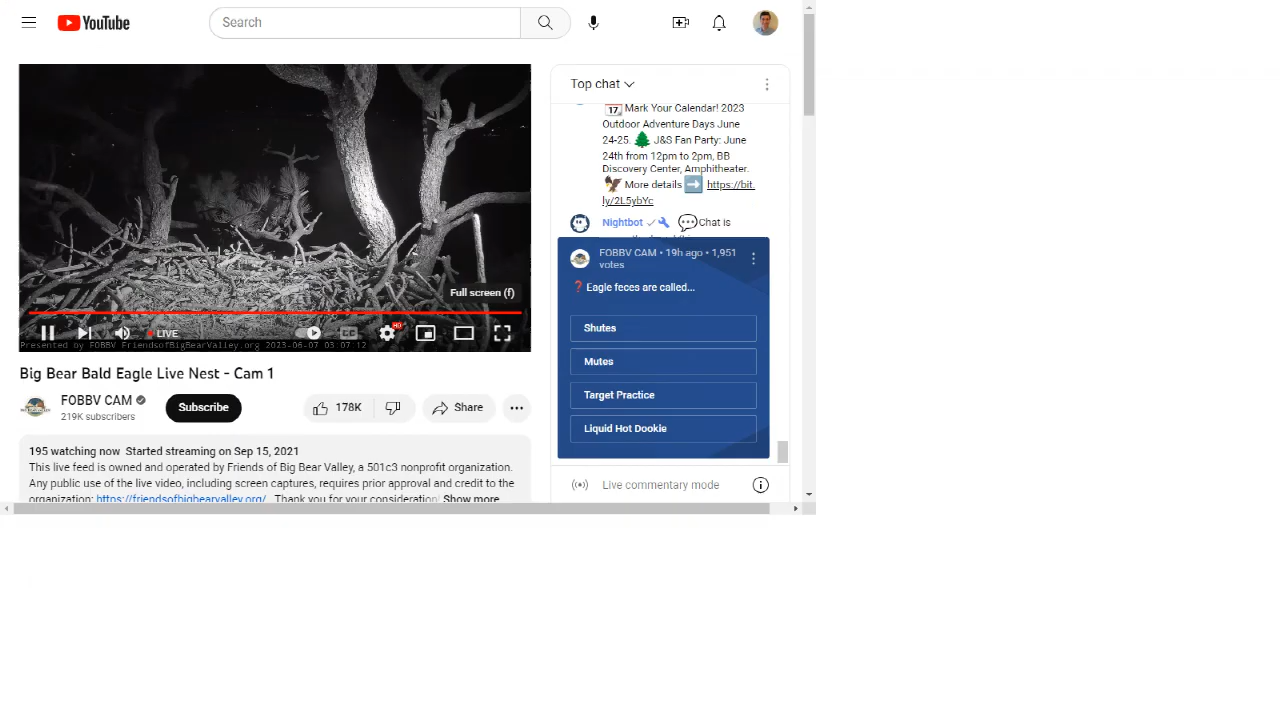 YouTube
Search
Top chat
17 Mark Your Calendar! 2023
Outdoor Adventure Days June
24-25. J&S Fan Party: June
24th from 12pm to 2pm, BB
Discovery Center, Amphitheater.
More details https://bit.
ly/2L5ybYc
Nightbot Chat is
FOBBV CAM • 19h ago • 1,951
votes
❓Eagle feces are called...
Shutes
Mutes
Target Practice
Liquid Hot Dookie
Live commentary mode
Full screen (f)
LIVE
CC
HD
Presented by FOBBV FriendsofBigBearValley.org 2023-06-07 03:07:12
Big Bear Bald Eagle Live Nest - Cam 1
FOBBV CAM
219K subscribers
Subscribe
178K
Share
195 watching now Started streaming on Sep 15, 2021
This live feed is owned and operated by Friends of Big Bear Valley, a 501c3 nonprofit organization.
Any public use of the live video, including screen captures, requires prior approval and credit to the
organization: https://friendsofbigbearvalley.org/ . Thank you for your consideration! Show more